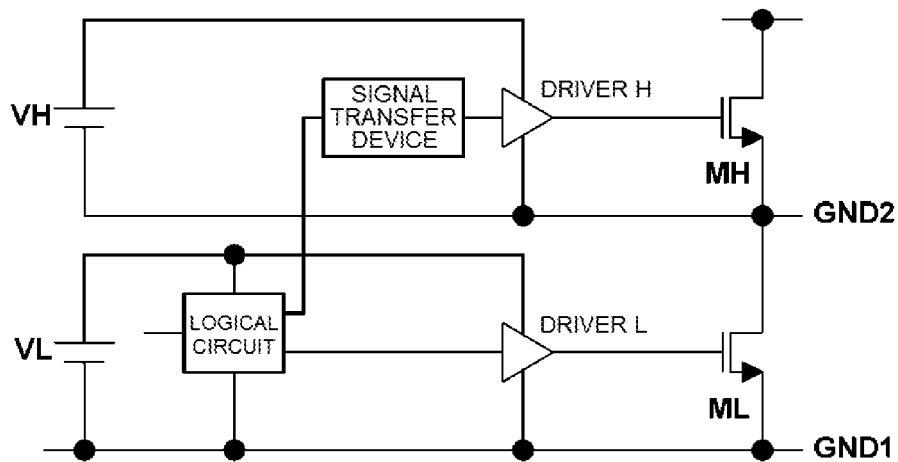 SIGNAL
TRANSFER
DEVICE
DRIVER H
VH
MH
GND2
LOGICAL
CIRCUIT
DRIVER L
VL
ML
GND1